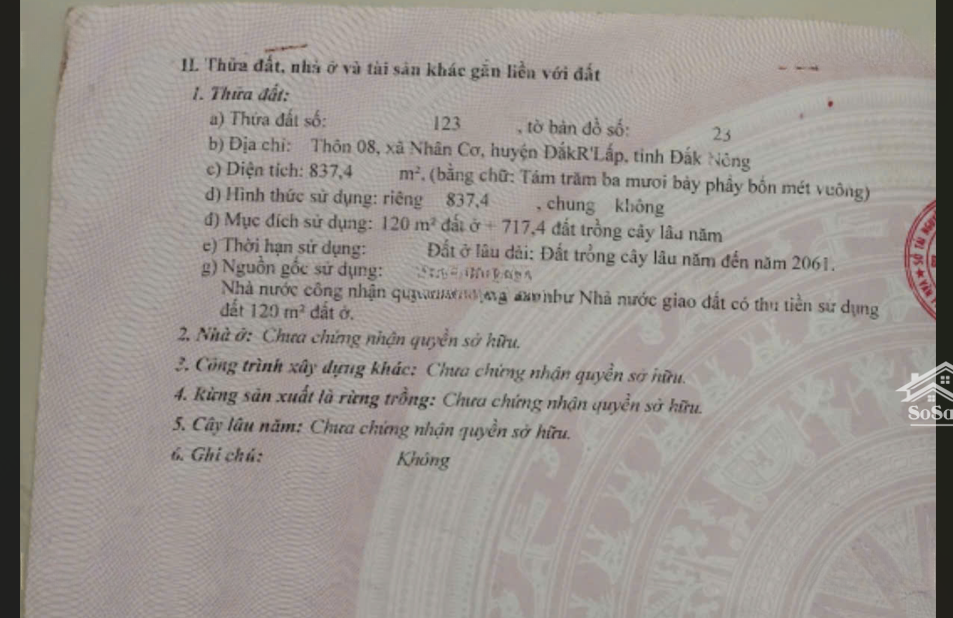 II. Thửa đất, nhà ở và tài sản khác gắn liền với đất
1. Thửa đất:
a) Thửa đất số: 123 , tờ bản đồ số: 23
b) Địa chỉ: Thôn 08, xã Nhân Cơ, huyện ĐắkR'Lấp, tỉnh Đắk Nông
c) Diện tích: 837,4 m², (bằng chữ: Tám trăm ba mươi bảy phẩy bốn mét vuông)
d) Hình thức sử dụng: riêng 837,4 , chung không
đ) Mục đích sử dụng: 120 m² đất ở + 717,4 đất trồng cây lâu năm
e) Thời hạn sử dụng: Đất ở lâu dài: Đất trồng cây lâu năm đến năm 2061.
g) Nguồn gốc sử dụng:
Nhà nước công nhận như Nhà nước giao đất có thu tiền sử dụng
đất 120 m² đất ở.
2. Nhà ở: Chưa chứng nhận quyền sở hữu.
3. Công trình xây dựng khác: Chưa chứng nhận quyền sở hữu.
4. Rừng sản xuất là rừng trồng: Chưa chứng nhận quyền sở hữu.
5. Cây lâu năm: Chưa chứng nhận quyền sở hữu.
6. Ghi chú: Không
SỞ TÀI